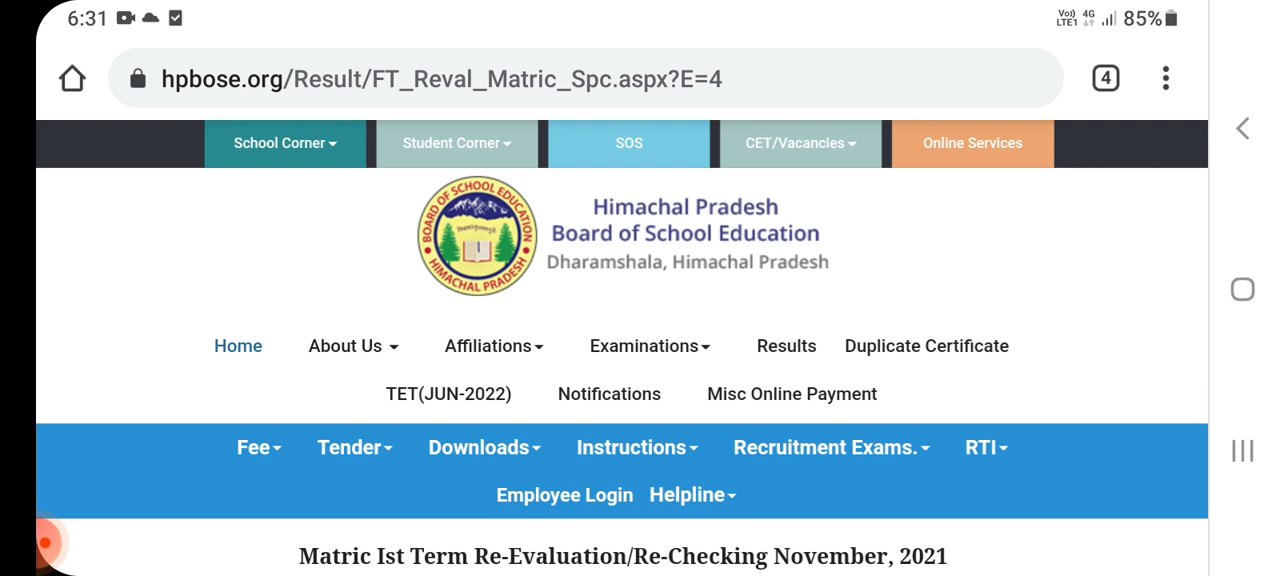 6:31
Vo)) 4G
LTE1 85%
hpbose.org/Result/FT_Reval_Matric_Spc.aspx?E=4
4
School Corner Student Corner SOS CET/Vacancies Online Services
BOARD OF SCHOOL EDUCATION
HIMACHAL PRADESH
Himachal Pradesh
Board of School Education
Dharamshala, Himachal Pradesh
Home About Us Affiliations Examinations Results Duplicate Certificate
TET(JUN-2022) Notifications Misc Online Payment
Fee Tender Downloads Instructions Recruitment Exams. RTI
Employee Login Helpline
Matric Ist Term Re-Evaluation/Re-Checking November, 2021